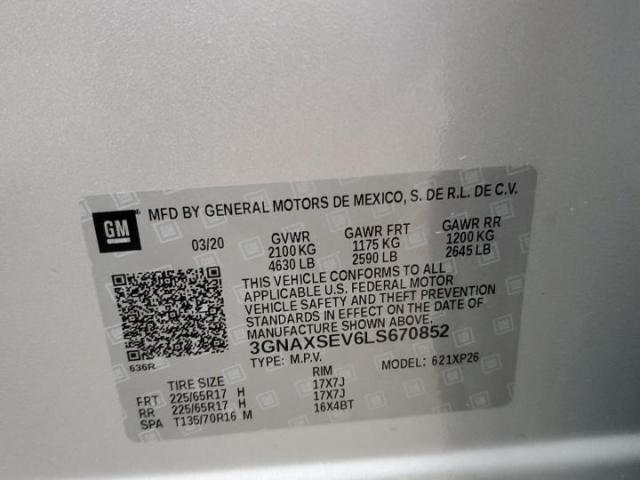 GM
MFD BY GENERAL MOTORS DE MEXICO, S. DE R.L. DE C.V.
03/20 GVWR GAWR FRT GAWR RR
2100 KG 1175 KG 1200 KG
4630 LB 2590 LB 2645 LB
THIS VEHICLE CONFORMS TO ALL
APPLICABLE U.S. FEDERAL MOTOR
VEHICLE SAFETY AND THEFT PREVENTION
STANDARDS IN EFFECT ON THE DATE OF
MANUFACTURE SHOWN ABOVE.
3GNAXSEV6LS670852
636R
TYPE: M.P.V. MODEL: 621XP26
TIRE SIZE RIM
FRT 225/65R17 H 17X7J
RR 225/65R17 H 17X7J
SPA T135/70R16 M 16X4BT